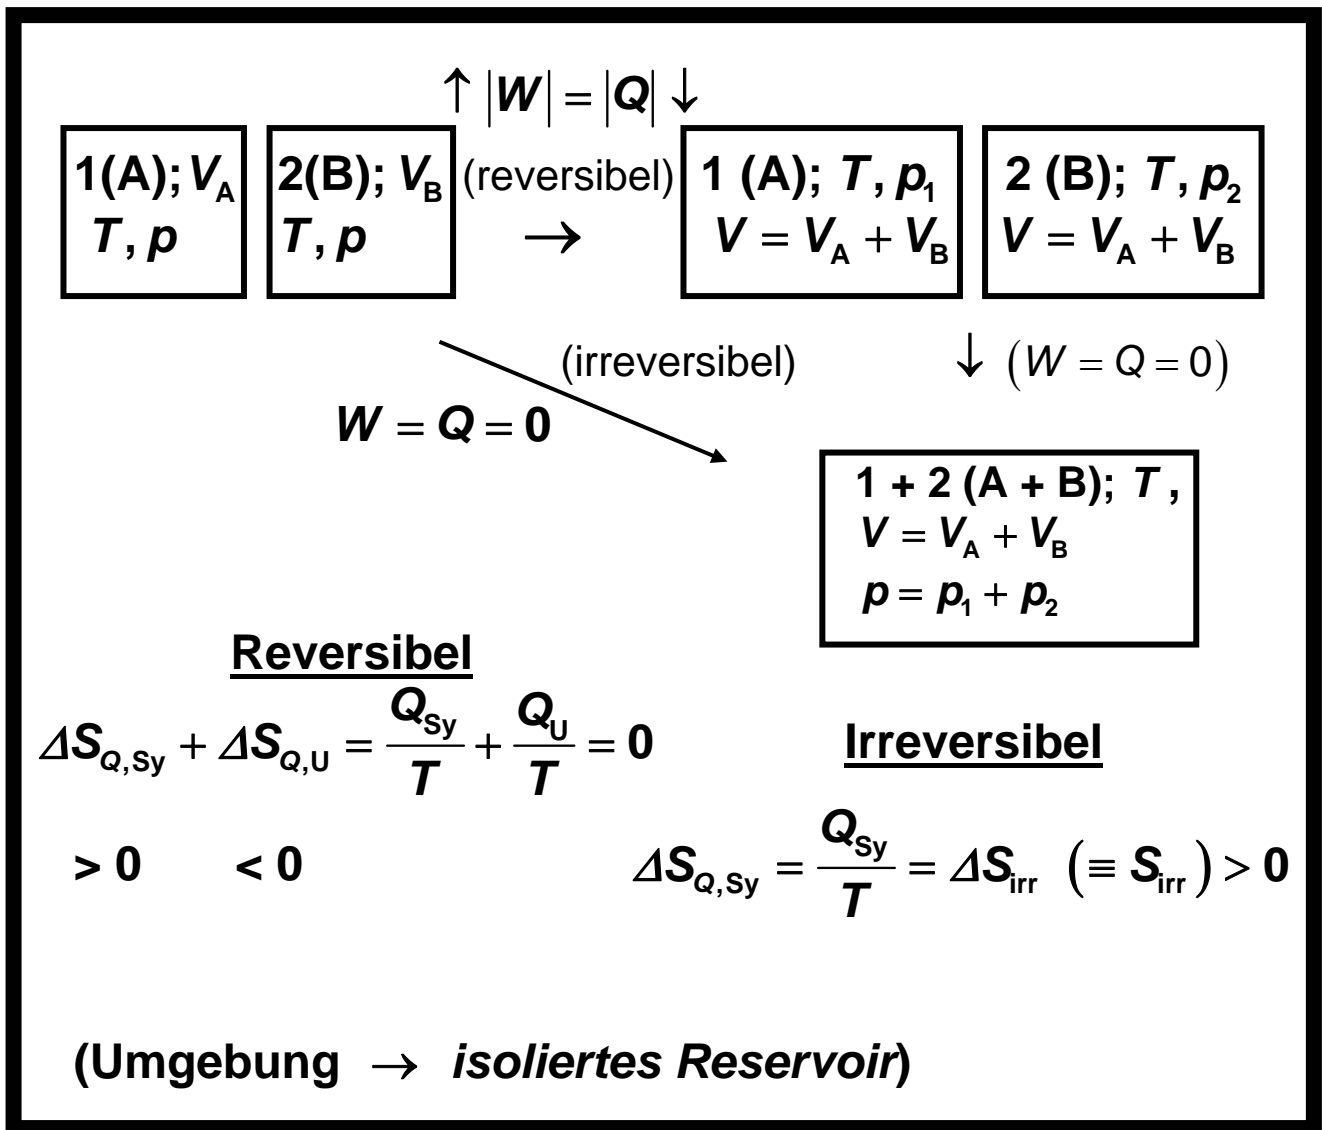 ↑ |W| = |Q| ↓
1(A); V_A
T, p
2(B); V_B
T, p
(reversibel)
→
1 (A); T, p_1
V = V_A + V_B
2 (B); T, p_2
V = V_A + V_B
(irreversibel)
↓ (W = Q = 0)
W = Q = 0
1 + 2 (A + B); T ,
V = V_A + V_B
p = p_1 + p_2
Reversibel
ΔS_Q,Sy + ΔS_Q,U = Q_Sy/T + Q_U/T = 0
> 0 < 0
Irreversibel
ΔS_Q,Sy = Q_Sy/T = ΔS_irr (≡ S_irr) > 0
(Umgebung → isoliertes Reservoir)